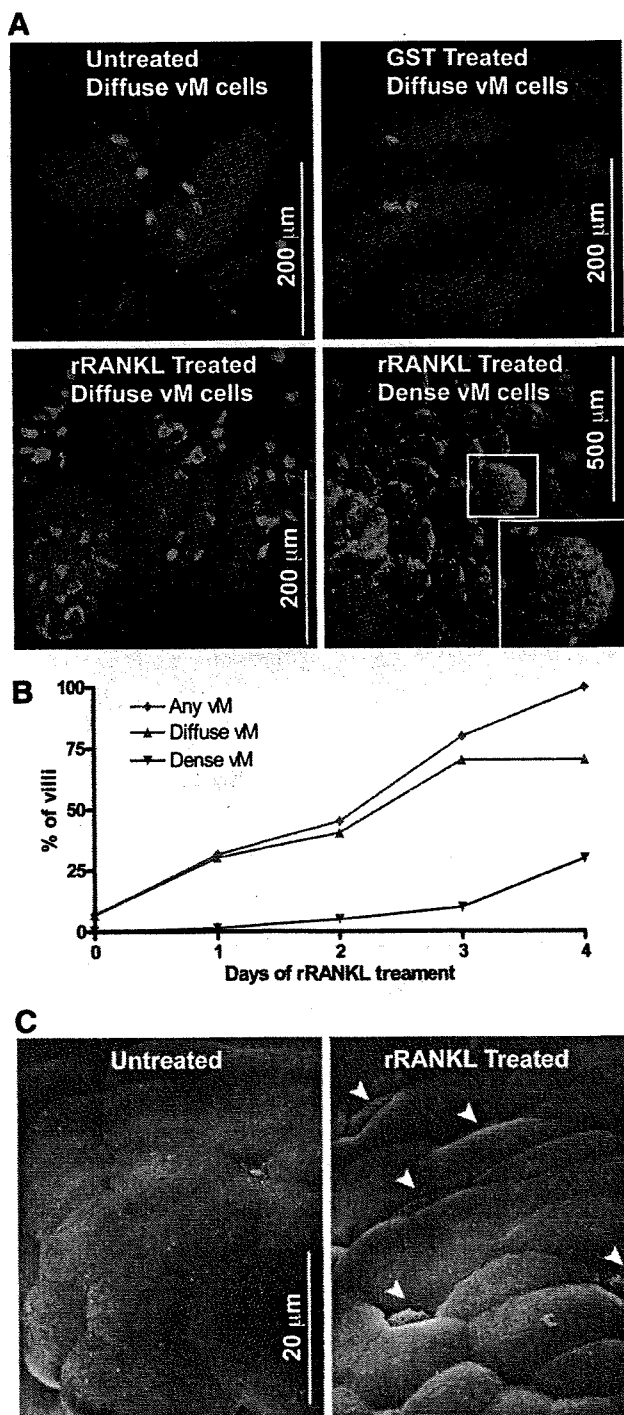 A
Untreated
Diffuse vM cells
200 µm
GST Treated
Diffuse vM cells
200 µm
rRANKL Treated
Diffuse vM cells
200 µm
rRANKL Treated
Dense vM cells
500 µm
B
% of villi
100
75
50
25
0
Any vM
Diffuse vM
Dense vM
0 1 2 3 4
Days of rRANKL treament
C
Untreated
20 µm
rRANKL Treated